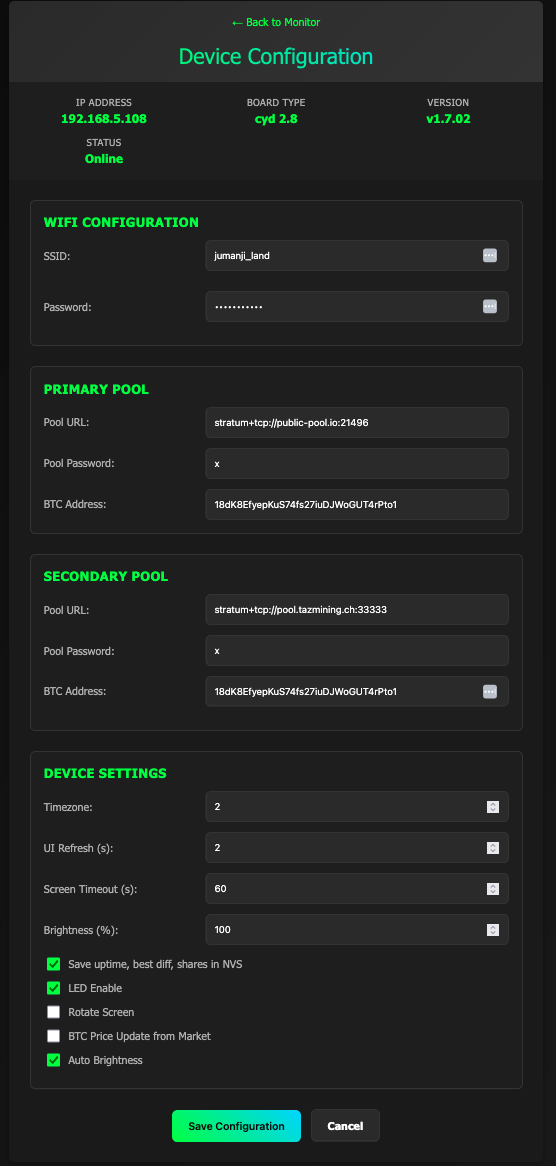 ← Back to Monitor
Device Configuration
IP ADDRESS BOARD TYPE VERSION
192.168.5.108 cyd 2.8 v1.7.02
STATUS
Online
WIFI CONFIGURATION
SSID: jumanji_land
Password: •••••••••••
PRIMARY POOL
Pool URL: stratum+tcp://public-pool.io:21496
Pool Password: x
BTC Address: 18dK8EfyepKuS74fs27iuDJWoGUT4rPto1
SECONDARY POOL
Pool URL: stratum+tcp://pool.tazmining.ch:33333
Pool Password: x
BTC Address: 18dK8EfyepKuS74fs27iuDJWoGUT4rPto1
DEVICE SETTINGS
Timezone: 2
UI Refresh (s): 2
Screen Timeout (s): 60
Brightness (%): 100
Save uptime, best diff, shares in NVS
LED Enable
Rotate Screen
BTC Price Update from Market
Auto Brightness
Save Configuration Cancel